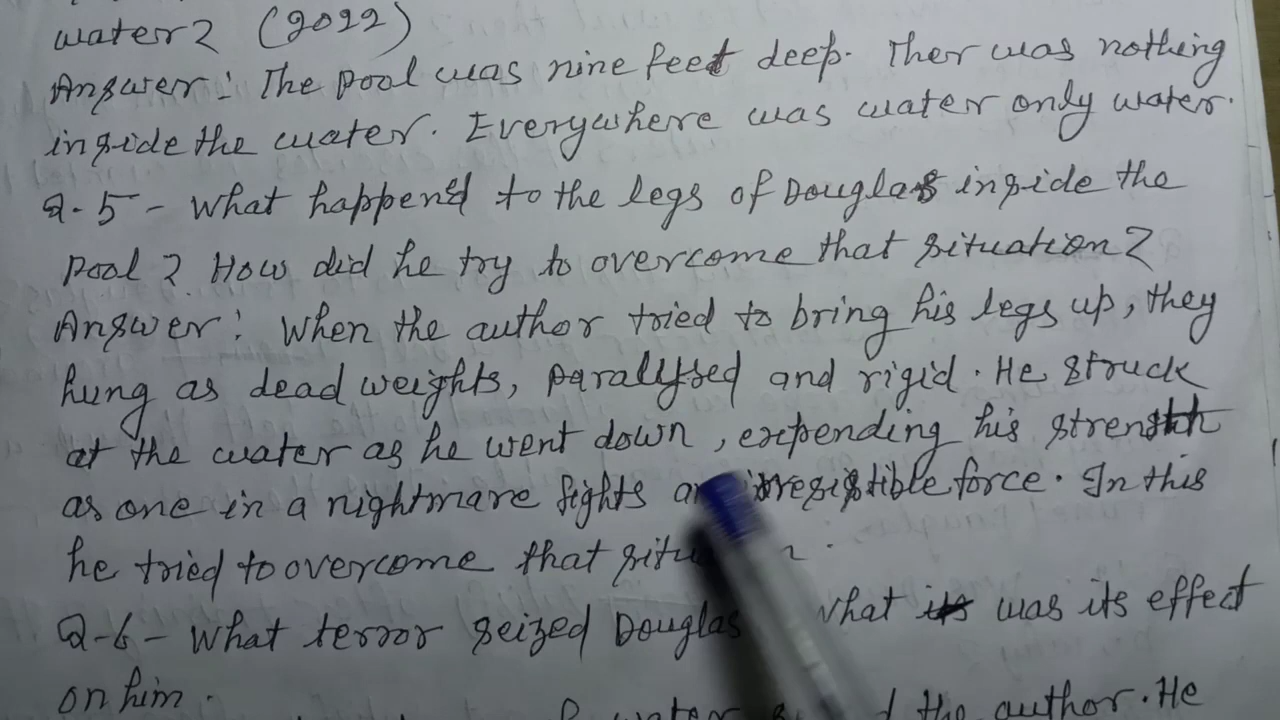 water? (2022)
Answer: The pool was nine feet deep. Ther was nothing
inside the water. Everywhere was water only water.
Q.5 - What happened to the legs of Douglas inside the
pool? How did he try to overcome that situation?
Answer: When the author tried to bring his legs up, they
hung as dead weights, paralysed and rigid. He struck
at the water as he went down, expending his strength
as one in a nightmare fights irresistible force. In this
he tried to overcome that
Q-6- What terror seized Douglas what was its effect
on him.
water the author. He